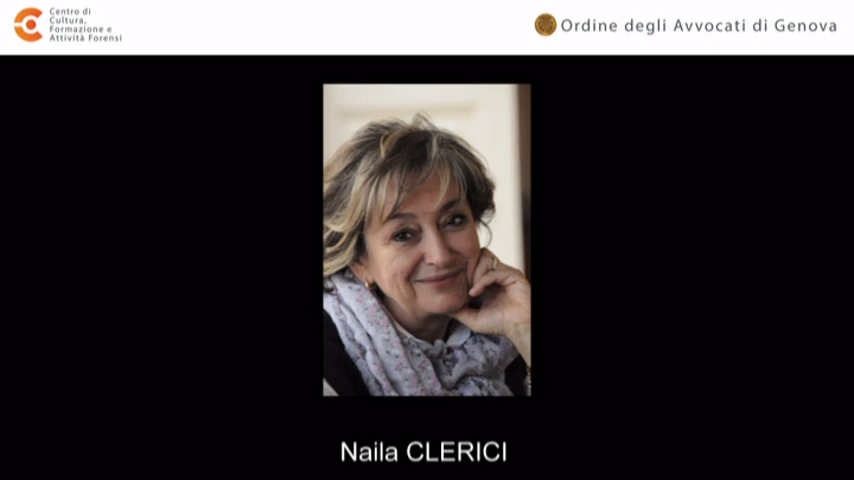 Centro di
Cultura,
Formazione e
Attività Forensi
Ordine degli Avvocati di Genova
Naila CLERICI